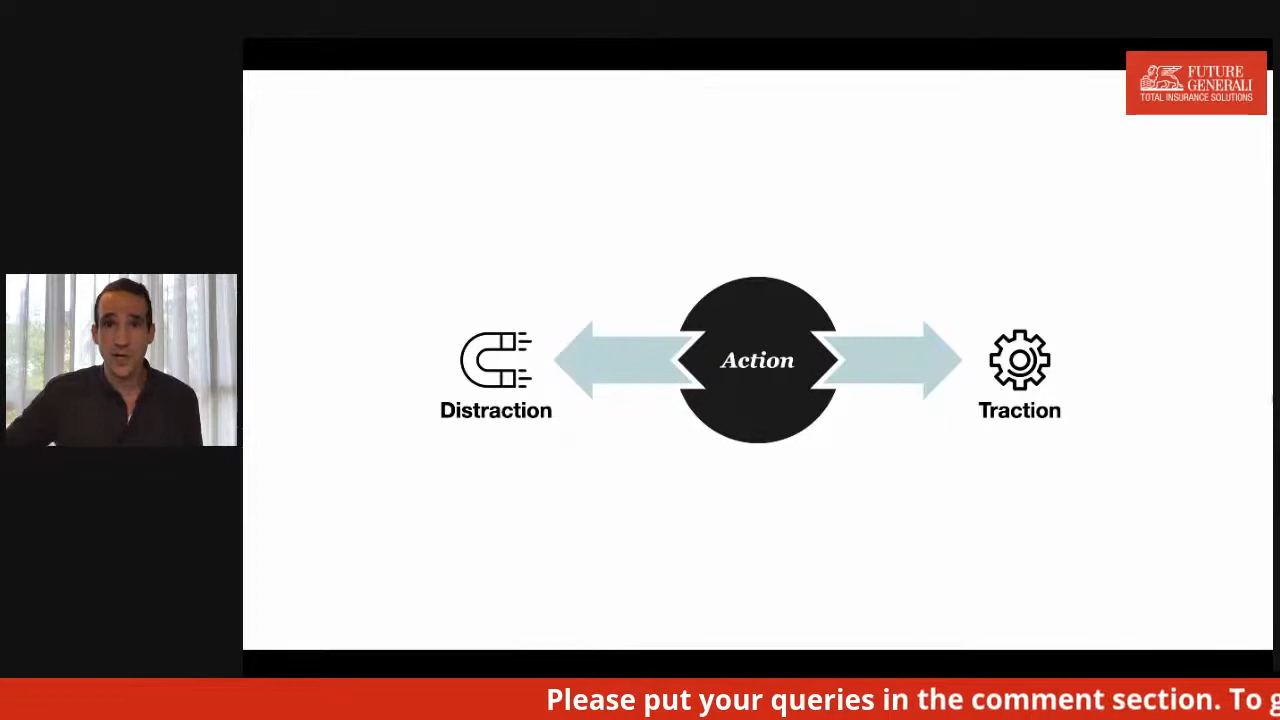 FUTURE
GENERALI
TOTAL INSURANCE SOLUTIONS
Action
Distraction
Traction
Please put your queries in the comment section. To g